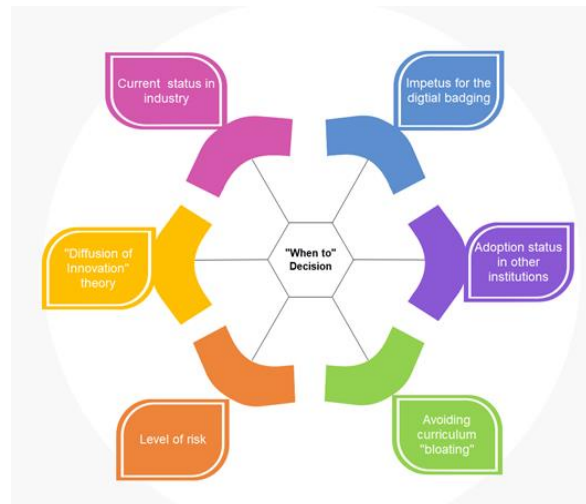 Current status in
industry
Impetus for the
digtial badging
"Diffusion of
Innovation"
theory
"When to"
Decision
Adoption status
in other
institutions
Level of risk
Avoiding
curriculum
"bloating"